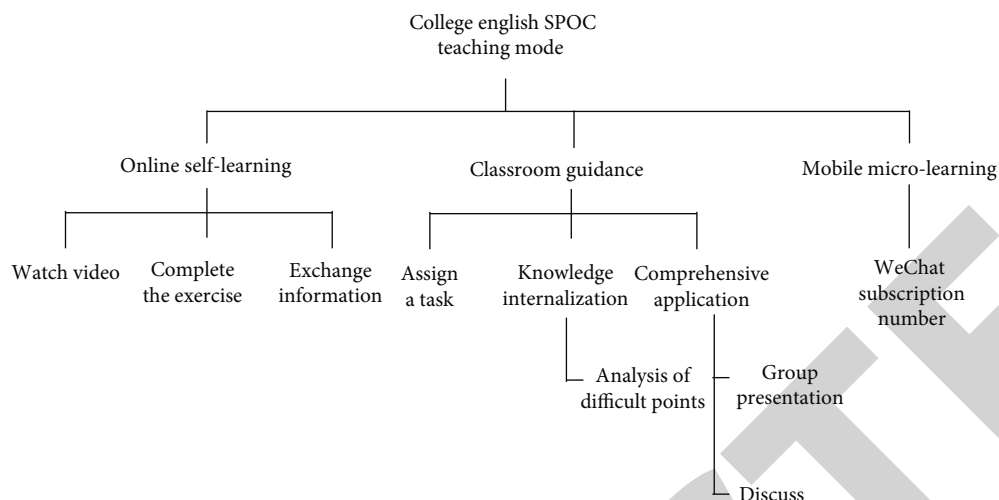 College english SPOC
teaching mode
Online self-learning
Classroom guidance
Mobile micro-learning
Watch video
Complete
the exercise
Exchange
information
Assign
a task
Knowledge
internalization
Comprehensive
application
WeChat
subscription
number
Analysis of
difficult points
Group
presentation
Discuss